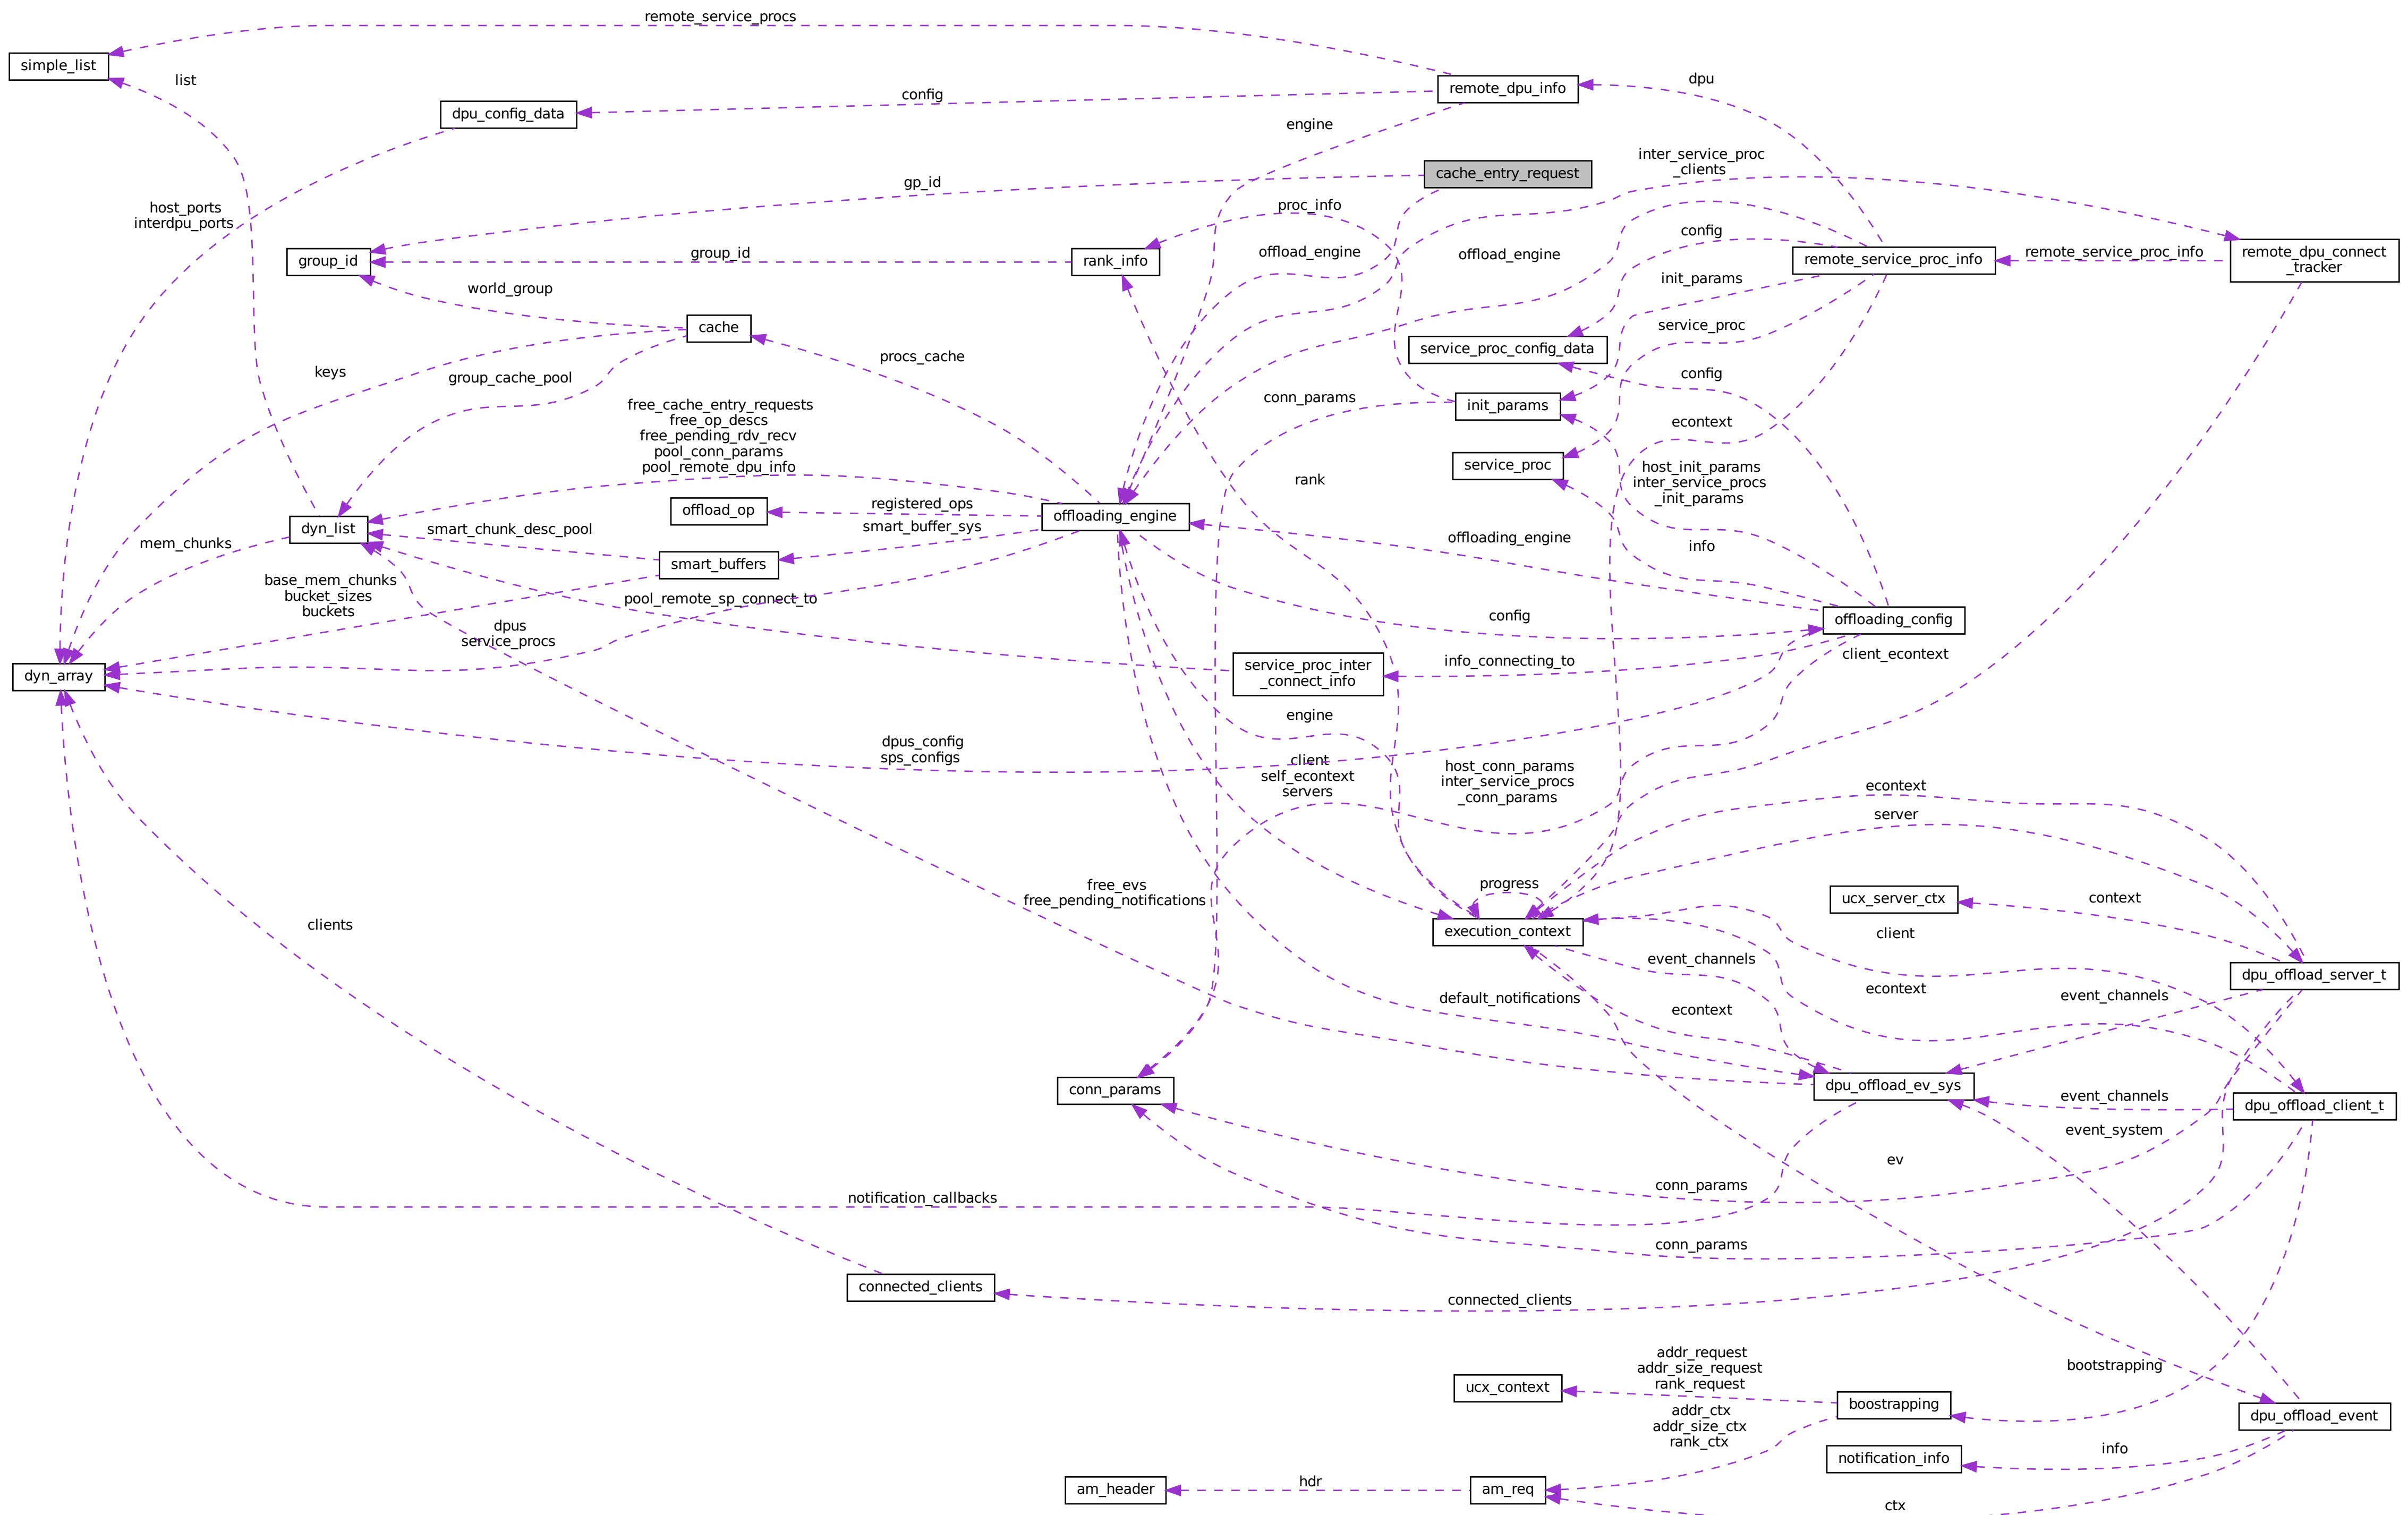 remote_service_procs
simple_list
list
dpu
remote_dpu_info
config
dpu_config_data
engine
inter_service_proc
_clients
cache_entry_request
gp_id
proc_info
host_ports
interdpu_ports
config
offload_engine
offload_engine
group_id
group_id
rank_info
remote_service_proc_info
remote_service_proc_info
remote_dpu_connect
_tracker
world_group
init_params
cache
service_proc
procs_cache
service_proc_config_data
keys
group_cache_pool
config
conn_params
init_params
free_cache_entry_requests
free_op_descs
free_pending_rdv_recv
pool_conn_params
pool_remote_dpu_info
econtext
service_proc
host_init_params
inter_service_procs
_init_params
rank
offload_op
registered_ops
offloading_engine
dyn_list
smart_chunk_desc_pool
smart_buffer_sys
mem_chunks
offloading_engine
info
smart_buffers
base_mem_chunks
bucket_sizes
buckets
pool_remote_sp_connect_to
config
offloading_config
dpus
service_procs
client_econtext
service_proc_inter
_connect_info
info_connecting_to
dyn_array
engine
dpus_config
sps_configs
client
self_econtext
servers
host_conn_params
inter_service_procs
_conn_params
econtext
server
progress
free_evs
free_pending_notifications
ucx_server_ctx
context
clients
execution_context
client
event_channels
dpu_offload_server_t
econtext
default_notifications
event_channels
econtext
conn_params
dpu_offload_ev_sys
event_channels
dpu_offload_client_t
event_system
ev
conn_params
notification_callbacks
conn_params
connected_clients
connected_clients
addr_request
addr_size_request
rank_request
bootstrapping
ucx_context
boostrapping
addr_ctx
addr_size_ctx
rank_ctx
dpu_offload_event
info
notification_info
hdr
am_header
am_req
ctx